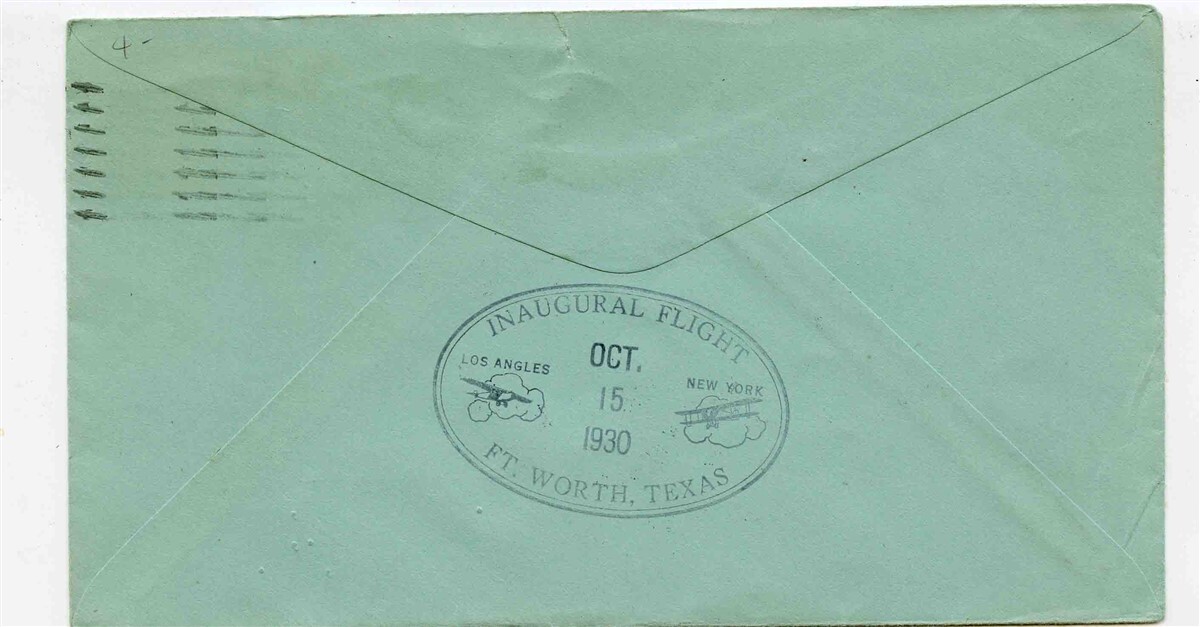 4-
INAUGURAL FLIGHT
LOS ANGLES
OCT.
NEW YORK
15
1930
FT. WORTH, TEXAS